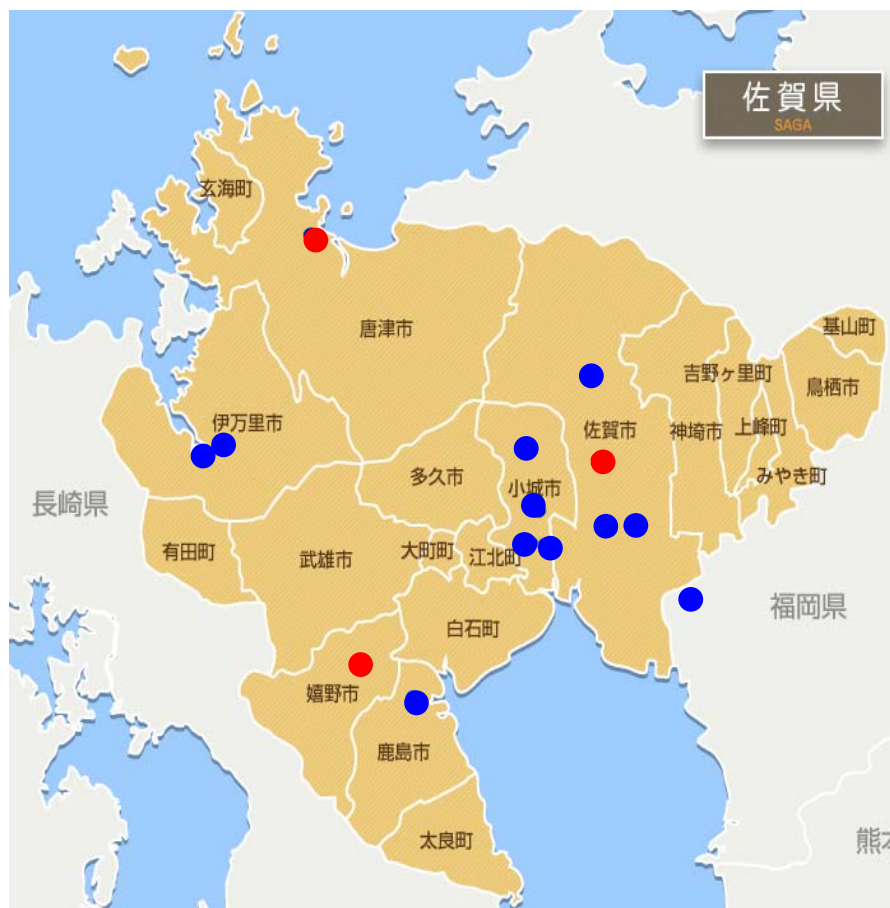 佐賀県
SAGA
玄海町
唐津市
基山町
吉野ヶ里町
鳥栖市
伊万里市
佐賀市
神埼市
上峰町
多久市
小城市
みやき町
長崎県
有田町
武雄市
大町町
江北町
福岡県
白石町
嬉野市
鹿島市
太良町
熊本